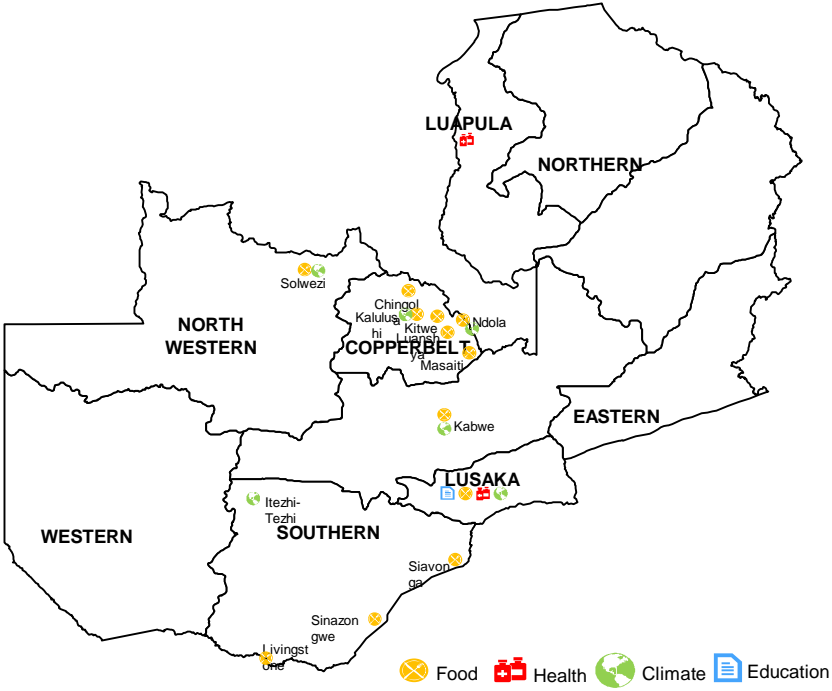 LUAPULA
NORTHERN
Solwezi
Chingol
a
Kalulus
hi
Kitwe
Ndola
Luansh
ya
NORTH
WESTERN
COPPERBELT
Masaiti
Kabwe
EASTERN
LUSAKA
Itezhi-
Tezhi
SOUTHERN
WESTERN
Siavon
ga
Sinazon
gwe
Livingst
one
Food
Health
Climate
Education